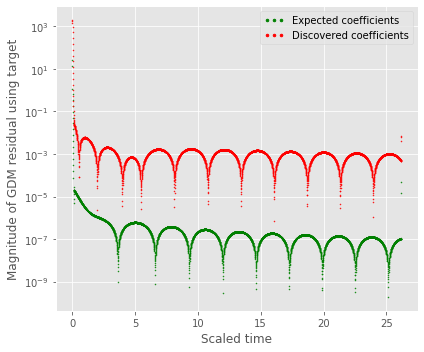 Expected coefficients
Discovered coefficients
Magnitude of GDM residual using target
10³
10¹
10⁻¹
10⁻³
10⁻⁵
10⁻⁷
10⁻⁹
0 5 10 15 20 25
Scaled time